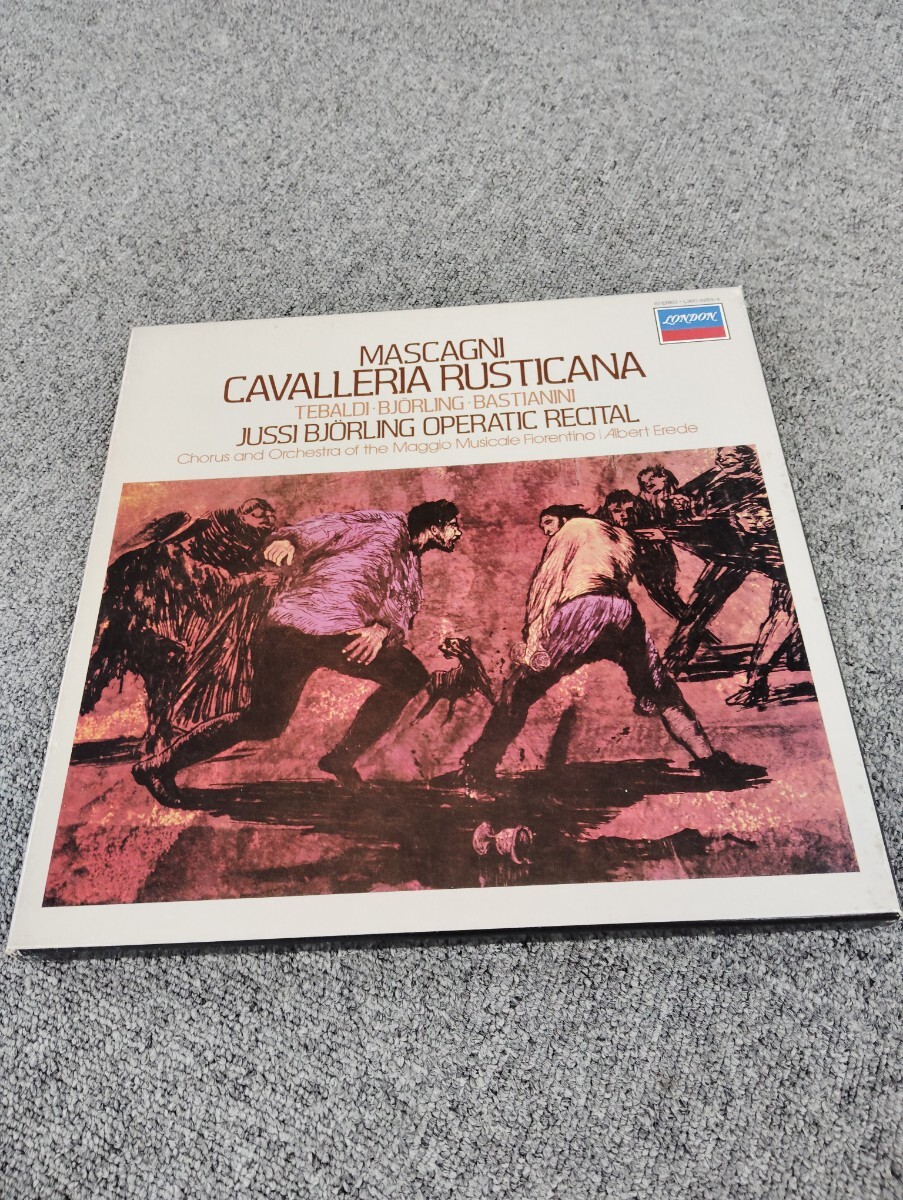 LONDON
MASCAGNI
CAVALLERIA RUSTICANA
TEBALDI·BJÖRLING·BASTIANINI
JUSSI BJÖRLING OPERATIC RECITAL
Chorus and Orchestra of the Maggio Musicale Fiorentino | Albert Erede